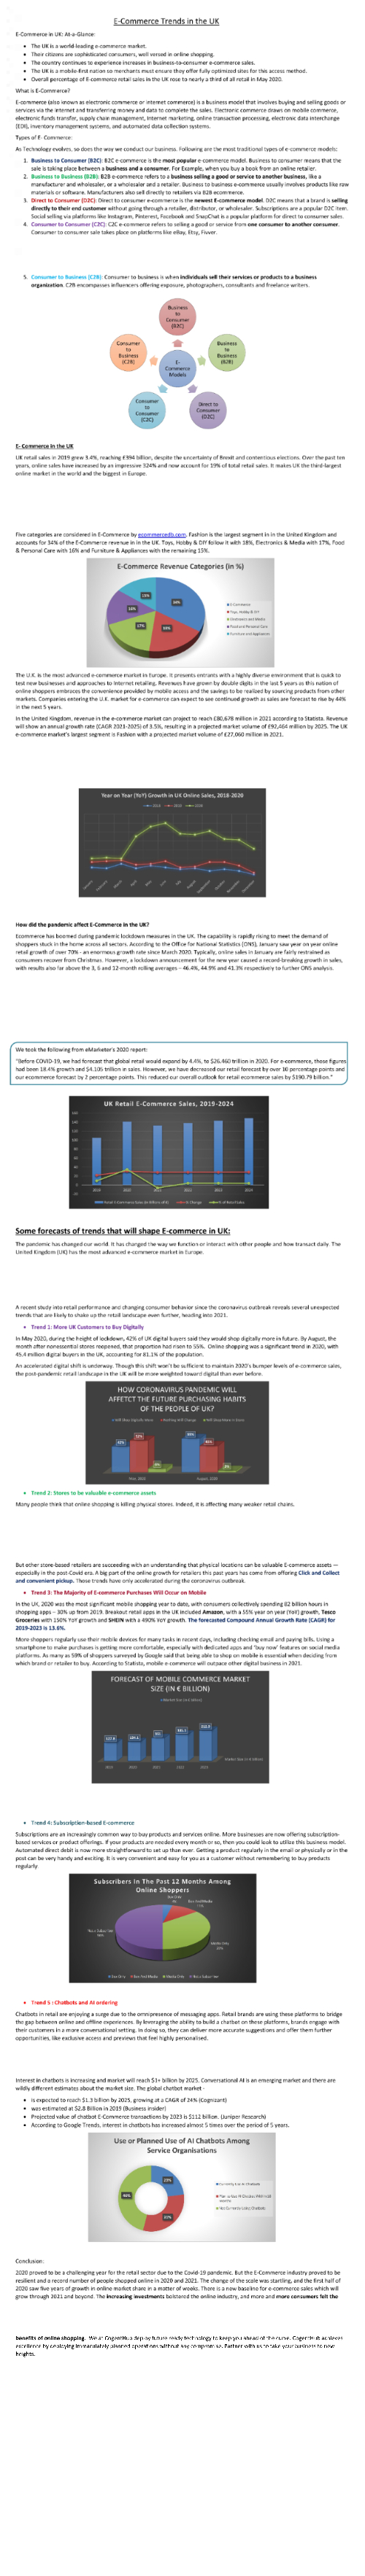 E-Commerce Trends in the UK
E-Commerce in UK: At-a-Glance:
• The UK is a world-leading e-commerce market.
• Their citizens are sophisticated consumers, well versed in online shopping.
• The country continues to experience increases in business-to-consumer e-commerce sales.
• The UK is a mobile-first nation so merchants must ensure they offer fully optimized sites for this access method.
• Overall percentage of E-commerce retail sales in the UK rose to nearly a third of all retail in May 2020.
What is E-Commerce?
E-commerce (also known as electronic commerce or internet commerce) is a business model that involves buying and selling goods or
services via the internet and transferring money and data to complete the sales. Electronic commerce draws on mobile commerce,
electronic funds transfer, supply chain management, Internet marketing, online transaction processing, electronic data interchange
(EDI), inventory management systems, and automated data collection systems.
Types of E- Commerce:
As Technology evolves, so does the way we conduct our business. Following are the most traditional types of e-commerce models:
1. Business to Consumer (B2C): B2C e-commerce is the most popular e-commerce model. Business to consumer means that the
sale is taking place between a business and a consumer. For Example, when you buy a book from an online retailer.
2. Business to Business (B2B): B2B e-commerce refers to a business selling a good or service to another business, like a
manufacturer and wholesaler, or a wholesaler and a retailer. Business to business e-commerce usually involves products like raw
materials or software. Manufacturers also sell directly to retailers via B2B ecommerce.
3. Direct to Consumer (D2C): Direct to consumer e-commerce is the newest E-commerce model. D2C means that a brand is selling
directly to their end customer without going through a retailer, distributor, or wholesaler. Subscriptions are a popular D2C item.
Social selling via platforms like Instagram, Pinterest, Facebook and SnapChat is a popular platform for direct to consumer sales.
4. Consumer to Consumer (C2C): C2C e-commerce refers to selling a good or service from one consumer to another consumer.
Consumer to consumer sale takes place on platforms like eBay, Etsy, Fiverr.
5. Consumer to Business (C2B): Consumer to business is when individuals sell their services or products to a business
organization. C2B encompasses influencers offering exposure, photographers, consultants and freelance writers.
Business
to
Consumer
(B2C)
Consumer
to
Business
(C2B)
Business
to
Business
(B2B)
E-
Commerce
Models
Consumer
to
Consumer
(C2C)
Direct to
Consumer
(D2C)
E- Commerce in the UK
UK retail sales in 2019 grew 3.4%, reaching £394 billion, despite the uncertainty of Brexit and contentious elections. Over the past ten
years, online sales have increased by an impressive 324% and now account for 19% of total retail sales. It makes UK the third-largest
online market in the world and the biggest in Europe.
Five categories are considered in E-Commerce by ecommercedb.com. Fashion is the largest segment in in the United Kingdom and
accounts for 34% of the E-Commerce revenue in in the UK. Toys, Hobby & DIY follow it with 18%, Electronics & Media with 17%, Food
& Personal Care with 16% and Furniture & Appliances with the remaining 15%.
E-Commerce Revenue Categories (in %)
15%
34%
16%
17%
E-Commerce
Toys, Hobby & DIY
Electronics and Media
Food and Personal Care
Furniture and Appliances
The U.K. is the most advanced e-commerce market in Europe. It presents entrants with a highly diverse environment that is quick to
test new businesses and approaches to Internet retailing. Revenues have grown by double digits in the last 5 years as this nation of
online shoppers embraces the convenience provided by mobile access and the savings to be realized by sourcing products from other
markets. Companies entering the U.K. market for e-commerce can expect to see continued growth as sales are forecast to rise by 44%
in the next 5 years.
In the United Kingdom, revenue in the e-commerce market can project to reach £80,678 million in 2021 according to Statista. Revenue
will show an annual growth rate (CAGR 2021-2025) of 3.5%, resulting in a projected market volume of £92,464 million by 2025. The UK
e-commerce market's largest segment is Fashion with a projected market volume of £27,060 million in 2021.
Year on Year (YoY) Growth in UK Online Sales, 2018-2020
2018 2019 2020
January February March April May June July August September October November December
How did the pandemic affect E-Commerce in the UK?
Ecommerce has boomed during pandemic lockdown measures in the UK. The capability is rapidly rising to meet the demand of
shoppers stuck in the home across all sectors. According to the Office for National Statistics (ONS), January saw year on year online
retail growth of over 70% - an enormous growth rate since March 2020. Typically, online sales in January are fairly restrained as
consumers recover from Christmas. However, a lockdown announcement for the new year caused a record-breaking growth in sales,
with results also far above the 3, 6 and 12-month rolling averages – 46.4%, 44.9% and 41.3% respectively to further ONS analysis.
We took the following from eMarketer's 2020 report:
"Before COVID-19, we had forecast that global retail would expand by 4.4%, to $26.460 trillion in 2020. For e-commerce, those figures
had been 18.4% growth and $4.105 trillion in sales. However, we have decreased our retail forecast by over 10 percentage points and
our ecommerce forecast by 2 percentage points. This reduced our overall outlook for retail ecommerce sales by $190.79 billion."
UK Retail E-Commerce Sales, 2019-2024
Some forecasts of trends that will shape E-commerce in UK:
The pandemic has changed our world. It has changed the way we function or interact with other people and how transact daily. The
United Kingdom (UK) has the most advanced e-commerce market in Europe.
A recent study into retail performance and changing consumer behavior since the coronavirus outbreak reveals several unexpected
trends that are likely to shake up the retail landscape even further, heading into 2021.
• Trend 1: More UK Customers to Buy Digitally
In May 2020, during the height of lockdown, 42% of UK digital buyers said they would shop digitally more in future. By August, the
month after nonessential stores reopened, that proportion had risen to 55%. Online shopping was a significant trend in 2020, with
45.4 million digital buyers in the UK, accounting for 81.1% of the population.
An accelerated digital shift is underway. Though this shift won't be sufficient to maintain 2020's bumper levels of e-commerce sales,
the post-pandemic retail landscape in the UK will be more weighted toward digital than ever before.
HOW CORONAVIRUS PANDEMIC WILL
AFFETCT THE FUTURE PURCHASING HABITS
OF THE PEOPLE OF UK?
May, 2020
August, 2020
• Trend 2: Stores to be valuable e-commerce assets
Many people think that online shopping is killing physical stores. Indeed, it is affecting many weaker retail chains.
But other store-based retailers are succeeding with an understanding that physical locations can be valuable E-commerce assets —
especially in the post-Covid era. A big part of the online growth for retailers this past years has come from offering Click and Collect
and convenient pickup. These trends have only accelerated during the coronavirus outbreak.
• Trend 3: The Majority of E-commerce Purchases Will Occur on Mobile
In the UK, 2020 was the most significant mobile shopping year to date, with consumers collectively spending 82 billion hours in
shopping apps – 30% up from 2019. Breakout retail apps in the UK included Amazon, with a 55% year on year (YoY) growth, Tesco
Groceries with 156% YoY growth and SHEIN with a 490% YoY growth. The forecasted Compound Annual Growth Rate (CAGR) for
2019-2023 is 13.6%.
More shoppers regularly use their mobile devices for many tasks in recent days, including checking email and paying bills. Using a
smartphone to make purchases is getting more comfortable, especially with dedicated apps and 'buy now' features on social media
platforms. As many as 59% of shoppers surveyed by Google said that being able to shop on mobile is essential when deciding from
which brand or retailer to buy. According to Statistic, mobile e-commerce will outpace other digital business in 2021.
FORECAST OF MOBILE COMMERCE MARKET
SIZE (IN € BILLION)
• Trend 4: Subscription-based E-commerce
Subscriptions are an increasingly common way to buy products and services online. More businesses are now offering subscription-
based services or product offerings. If your products are needed every month or so, then you could look to utilize this business model.
Automated direct debit is now more straightforward to set up than ever. Getting a product regularly in the email or physically or in the
post can be very handy and exciting. It is very convenient and easy for you as a customer without remembering to buy products
regularly.
Subscribers In The Past 12 Months Among
Online Shoppers
Box Only
Box And Media
Media Only
Not a Subscriber
• Trend 5 : Chatbots and AI ordering
Chatbots in retail are enjoying a surge due to the omnipresence of messaging apps. Retail brands are using these platforms to bridge
the gap between online and offline experiences. By leveraging the ability to build a chatbot on these platforms, brands engage with
their customers in a more conversational setting. In doing so, they can deliver more accurate suggestions and offer them further
opportunities, like exclusive access and previews that feel highly personalised.
Interest in chatbots is increasing and market will reach $1+ billion by 2025. Conversational AI is an emerging market and there are
wildly different estimates about the market size. The global chatbot market -
• is expected to reach $1.3 billion by 2025, growing at a CAGR of 24% (Cognizant)
• was estimated at $2.8 Billion in 2019 (Business Insider)
• Projected value of chatbot E-Commerce transactions by 2023 is $112 billion. (Juniper Research)
• According to Google Trends, interest in chatbots has increased almost 5 times over the period of 5 years.
Use or Planned Use of AI Chatbots Among
Service Organisations
Conclusion:
2020 proved to be a challenging year for the retail sector due to the Covid-19 pandemic. But the E-Commerce industry proved to be
resilient and a record number of people shopped online in 2020 and 2021. The change of the scale was startling, and the first half of
2020 saw five years of growth in online market share in a matter of weeks. There is a new baseline for e-commerce sales which will
grow through 2021 and beyond. The increasing investments bolstered the online industry, and more and more consumers felt the
benefits of online shopping. We at Cogentrix deploy future ready technology to keep you ahead of the curve.
excellence by deploying immaculately planned operations without any compromise. Partner with us to take your business to new
heights.